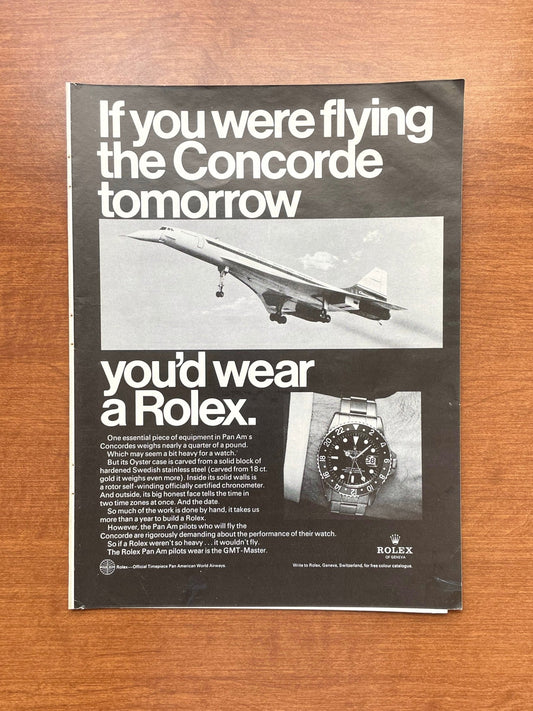 If you were flying
the Concorde
tomorrow
you'd wear
a Rolex.
One essential piece of equipment in Pan Am's
Concordes weighs nearly a quarter of a pound.
Which may seem a bit heavy for a watch.
But its Oyster case is carved from a solid block of
hardened Swedish stainless steel (carved from 18 ct.
gold it weighs even more). Inside its solid walls is
a rotor self-winding officially certified chronometer.
And outside, its big honest face tells the time in
two time zones at once. And the date.
So much of the work is done by hand, it takes us
more than a year to build a Rolex.
However, the Pan Am pilots who will fly the
Concorde are rigorously demanding about the performance of their watch.
So if a Rolex weren't so heavy... it wouldn't fly.
The Rolex Pan Am pilots wear is the GMT-Master.
ROLEX
OF GENEVA
Rolex—Official Timepiece Pan American World Airways.
Write to Rolex, Geneva, Switzerland, for free colour catalogue.